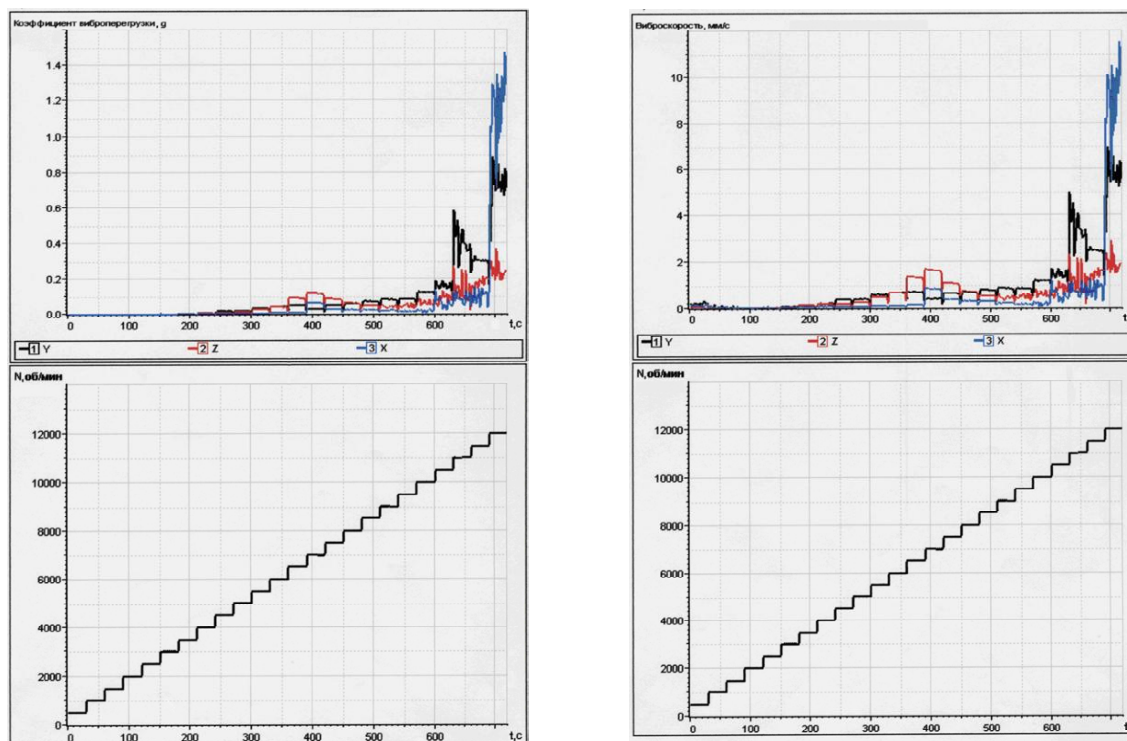 Коэффициент виброперегрузки, g
1.4
1.2
1.0
0.8
0.6
0.4
0.2
0.0
0 100 200 300 400 500 600 t,c
1 Y 2 Z 3 X
N,об/мин
12000
10000
8000
6000
4000
2000
0
0 100 200 300 400 500 600 t,c
Виброскорость, мм/с
10
8
6
4
2
0
0 100 200 300 400 500 600 t,
1 Y 2 Z 3 X
N,об/мин
12000
10000
8000
6000
4000
2000
0
0 100 200 300 400 500 600 t